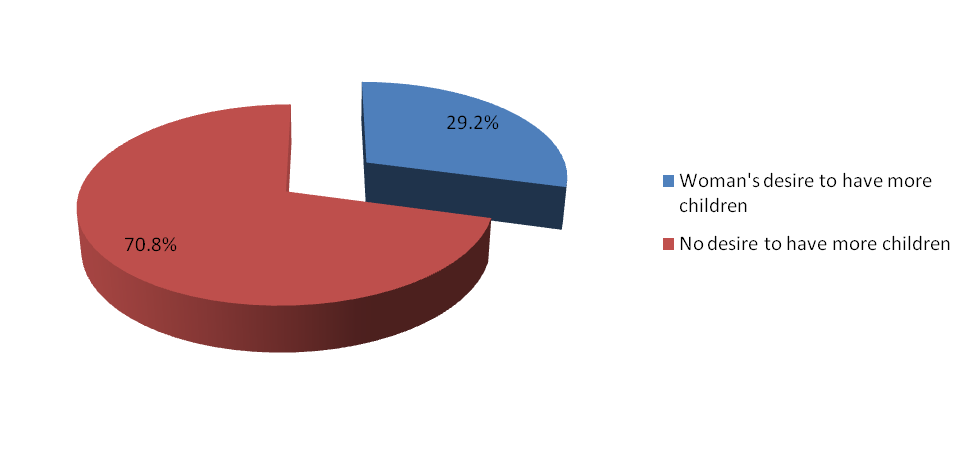 29.2%
70.8%
Woman's desire to have more
children
No desire to have more children